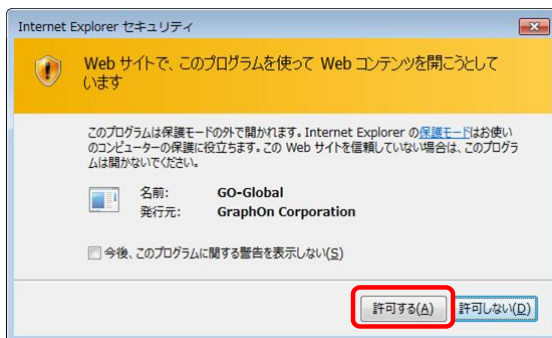 Internet Explorer セキュリティ
Web サイトで、このプログラムを使って Web コンテンツを開こうとして
います
このプログラムは保護モードの外で開かれます。Internet Explorer の保護モードはお使い
のコンピューターの保護に役立ちます。この Web サイトを信頼していない場合は、このプログラ
ムは開かないでください。
名前: GO-Global
発行元: GraphOn Corporation
今後、このプログラムに関する警告を表示しない(S)
許可する(A) 許可しない(D)